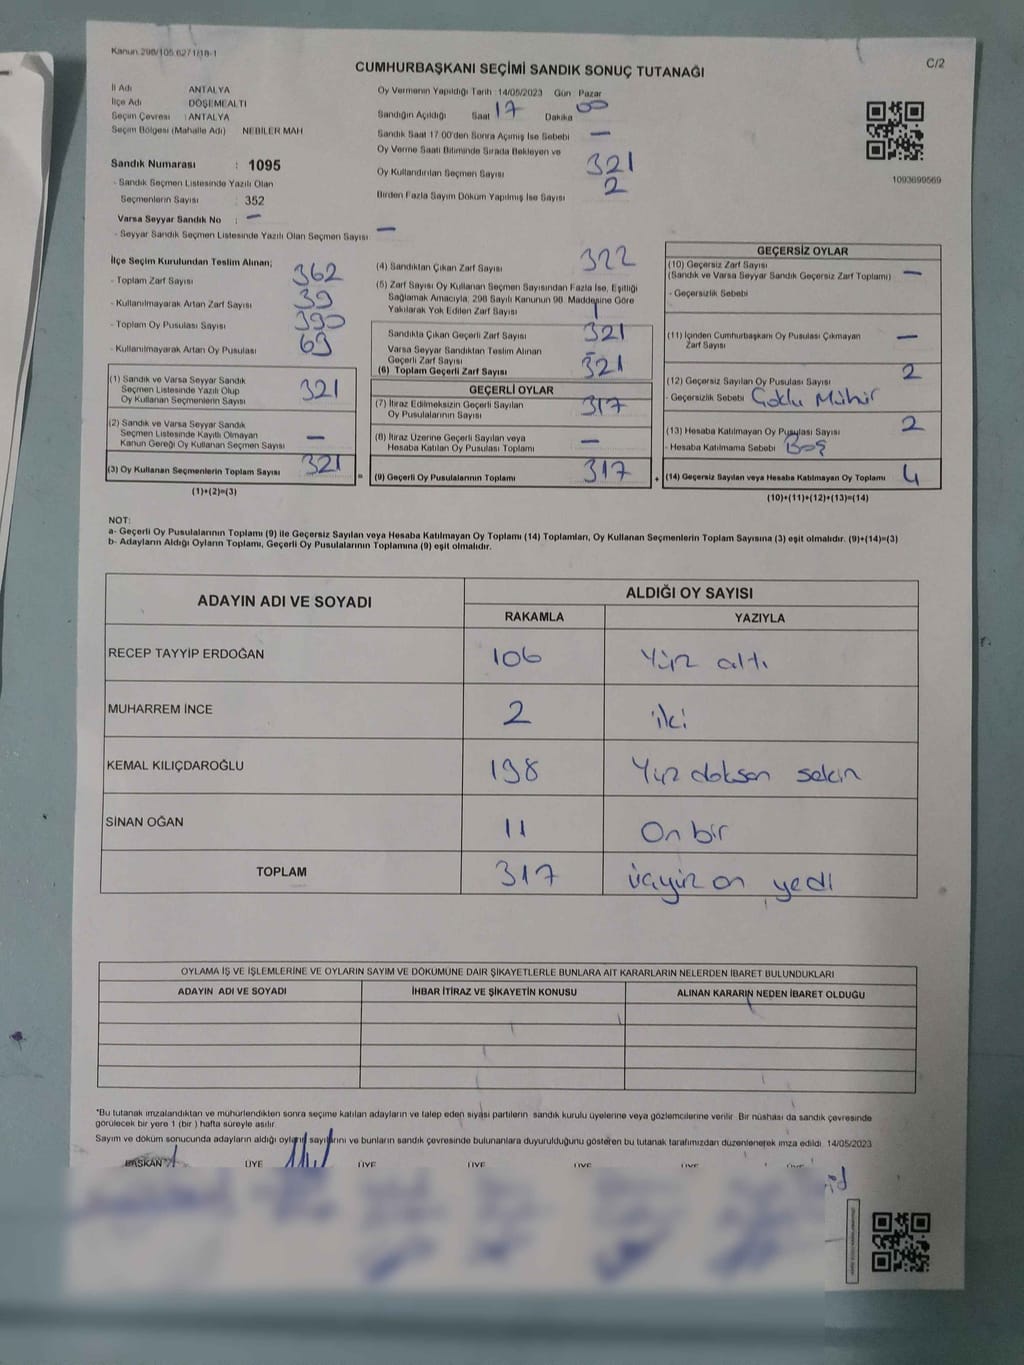 Kanun 298/105 6271/18-1
C/2
CUMHURBAŞKANI SEÇİMİ SANDIK SONUÇ TUTANAĞI
İl Adı ANTALYA
İlçe Adı DÖŞEMEALTI
Seçim Çevresi : ANTALYA
Seçim Bölgesi (Mahalle Adı) NEBİLER MAH
Sandık Numarası : 1095
- Sandık Seçmen Listesinde Yazılı Olan
Seçmenlerin Sayısı : 352
Varsa Seyyar Sandık No : -
- Seyyar Sandık Seçmen Listesinde Yazılı Olan Seçmen Sayısı -
Oy Vermenin Yapıldığı Tarih :14/05/2023 Gün Pazar
Sandığın Açıldığı Saat 17 Dakika 00
Sandık Saat 17:00'den Sonra Açımış İse Sebebi -
Oy Verme Saati Bitiminde Sırada Bekleyen ve
Oy Kullandırılan Seçmen Sayısı 321
Birden Fazla Sayım Döküm Yapılmış İse Sayısı 2
1093699569
İlçe Seçim Kurulundan Teslim Alınan;
- Toplam Zarf Sayısı 362
- Kullanılmayarak Artan Zarf Sayısı 39
- Toplam Oy Pusulası Sayısı 390
- Kullanılmayarak Artan Oy Pusulası 69
(1) Sandık ve Varsa Seyyar Sandık
Seçmen Listesinde Yazılı Olup
Oy Kullanan Seçmenlerin Sayısı 321
(2) Sandık ve Varsa Seyyar Sandık
Seçmen Listesinde Kayıtlı Olmayan
Kanun Gereği Oy Kullanan Seçmen Sayısı -
(3) Oy Kullanan Seçmenlerin Toplam Sayısı 321
(1)+(2)=(3)
(4) Sandıktan Çıkan Zarf Sayısı 322
(5) Zarf Sayısı Oy Kullanan Seçmen Sayısından Fazla İse, Eşitliği
Sağlamak Amacıyla, 298 Sayılı Kanunun 98. Maddesine Göre
Yakılarak Yok Edilen Zarf Sayısı 1
Sandıkta Çıkan Geçerli Zarf Sayısı 321
Varsa Seyyar Sandıktan Teslim Alınan
Geçerli Zarf Sayısı -
(6) Toplam Geçerli Zarf Sayısı 321
GEÇERLİ OYLAR
(7) İtiraz Edilmeksizin Geçerli Sayılan
Oy Pusulalarının Sayısı 317
(8) İtiraz Üzerine Geçerli Sayılan veya
Hesaba Katılan Oy Pusulası Toplamı -
(9) Geçerli Oy Pusulalarının Toplamı 317
GEÇERSİZ OYLAR
(10) Geçersiz Zarf Sayısı
(Sandık ve Varsa Seyyar Sandık Geçersiz Zarf Toplamı) -
- Geçersizlik Sebebi
(11) İçinden Cumhurbaşkanı Oy Pusulası Çıkmayan
Zarf Sayısı -
(12) Geçersiz Sayılan Oy Pusulası Sayısı 2
- Geçersizlik Sebebi Çoklu Mühür
(13) Hesaba Katılmayan Oy Pusulası Sayısı 2
- Hesaba Katılmama Sebebi Boş
(14) Geçersiz Sayılan veya Hesaba Katılmayan Oy Toplamı 4
(10)+(11)+(12)+(13)=(14)
NOT:
a- Geçerli Oy Pusulalarının Toplamı (9) ile Geçersiz Sayılan veya Hesaba Katılmayan Oy Toplamı (14) Toplamları, Oy Kullanan Seçmenlerin Toplam Sayısına (3) eşit olmalıdır. (9)+(14)=(3)
b- Adayların Aldığı Oyların Toplamı, Geçerli Oy Pusulalarının Toplamına (9) eşit olmalıdır.
ADAYIN ADI VE SOYADI ALDIĞI OY SAYISI
RAKAMLA YAZIYLA
RECEP TAYYİP ERDOĞAN 106 Yüz altı
MUHARREM İNCE 2 iki
KEMAL KILIÇDAROĞLU 198 Yüz doksan sekiz
SİNAN OĞAN 11 On bir
TOPLAM 317 üçyüz on yedi
OYLAMA İŞ VE İŞLEMLERİNE VE OYLARIN SAYIM VE DÖKÜMÜNE DAİR ŞİKAYETLERLE BUNLARA AİT KARARLARIN NELERDEN İBARET BULUNDUKLARI
ADAYIN ADI VE SOYADI İHBAR İTİRAZ VE ŞİKAYETİN KONUSU ALINAN KARARIN NEDEN İBARET OLDUĞU
*Bu tutanak imzalandıktan ve mühürlendikten sonra seçime katılan adayların ve talep eden siyasi partilerin sandık kurulu üyelerine veya gözlemcilerine verilir. Bir nüshası da sandık çevresinde
görülecek bir yere 1 (bir) hafta süreyle asılır.
Sayım ve döküm sonucunda adayların aldığı oyların sayılarını ve bunların sandık çevresinde bulunanlara duyurulduğunu gösteren bu tutanak tarafımızdan düzenlenerek imza edildi. 14/05/2023
BAŞKAN ÜYE ÜYE ÜYE ÜYE ÜYE ÜYE